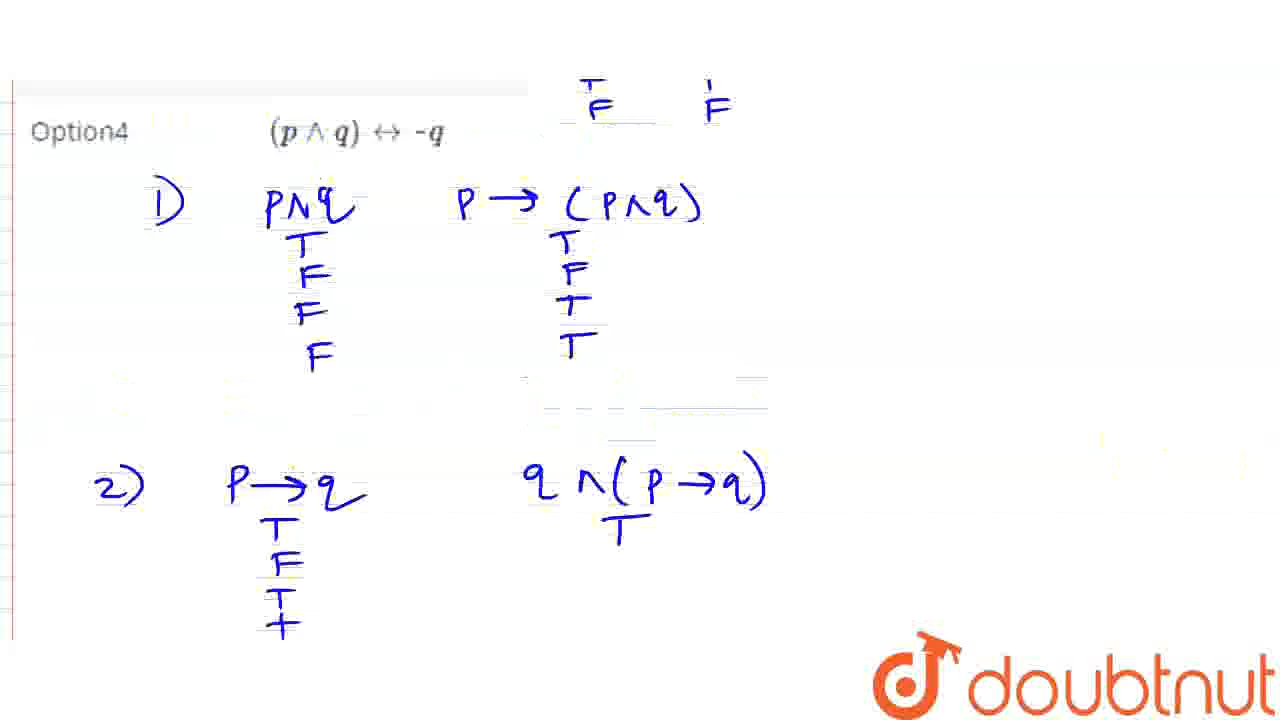 T
F F
Option4 (p ∧ q) ↔ -q
1) p∧q p → (p∧q)
T T
F F
F T
F T
2) p → q q ∧ (p → q)
T T
F
T
T
doubtnut